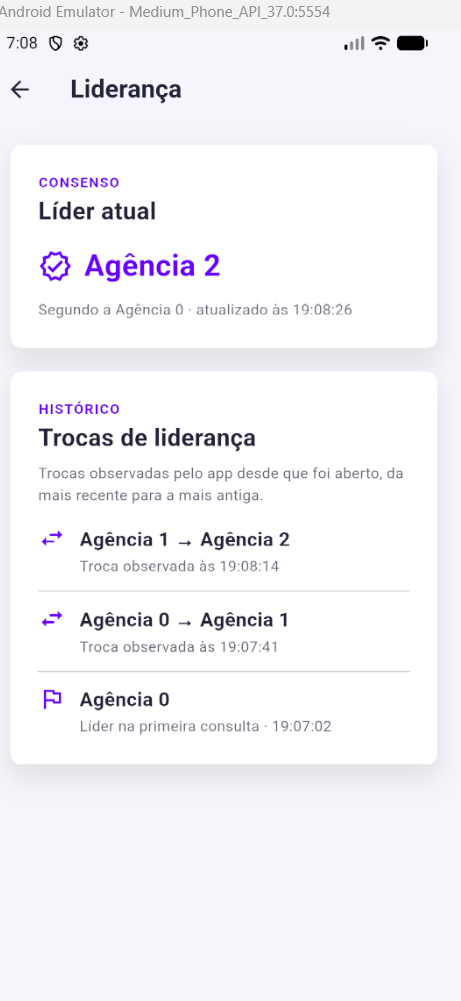 Android Emulator - Medium_Phone_API_37.0:5554
7:08
Liderança
CONSENSO
Líder atual
Agência 2
Segundo a Agência 0 · atualizado às 19:08:26
HISTÓRICO
Trocas de liderança
Trocas observadas pelo app desde que foi aberto, da
mais recente para a mais antiga.
Agência 1 → Agência 2
Troca observada às 19:08:14
Agência 0 → Agência 1
Troca observada às 19:07:41
Agência 0
Líder na primeira consulta · 19:07:02